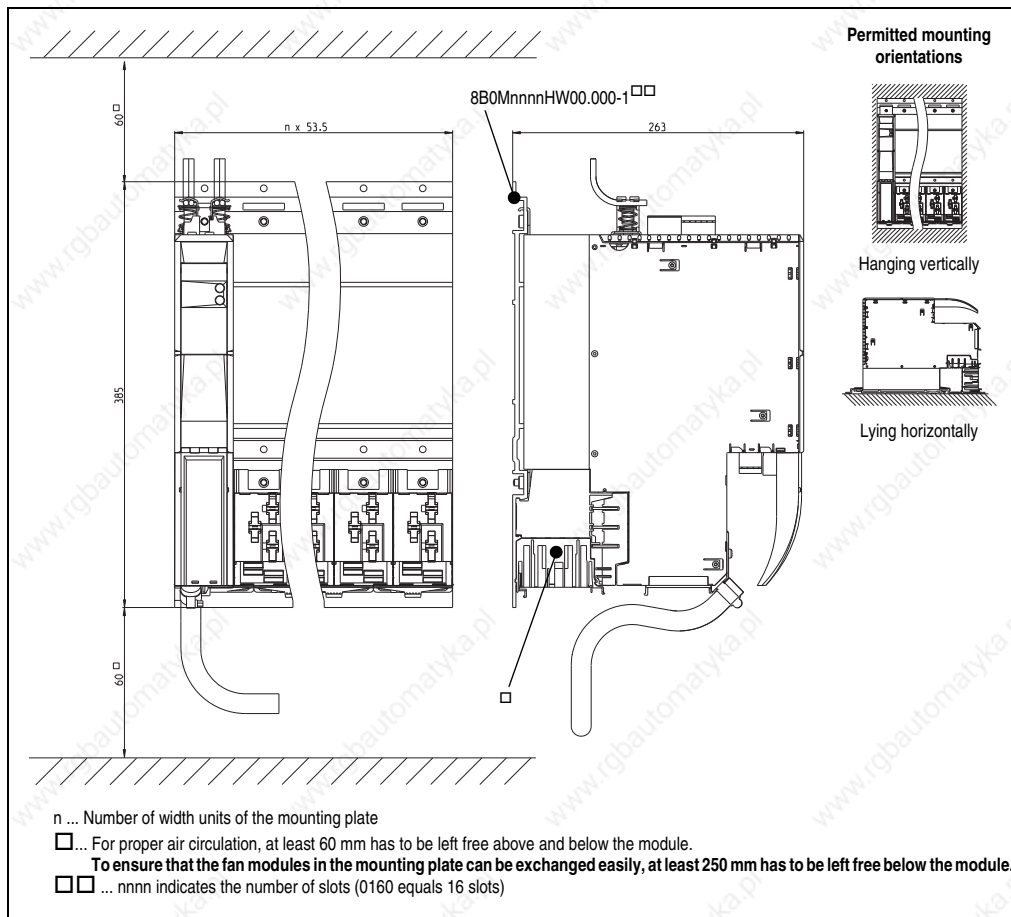 Permitted mounting
orientations
8B0MnnnnHW00.000-1□□
60 □
n x 53.5
263
Hanging vertically
385
Lying horizontally
60 □
□
n ... Number of width units of the mounting plate
□... For proper air circulation, at least 60 mm has to be left free above and below the module.
To ensure that the fan modules in the mounting plate can be exchanged easily, at least 250 mm has to be left free below the module.
□□ ... nnnn indicates the number of slots (0160 equals 16 slots)
www.rgbautomatyka.pl